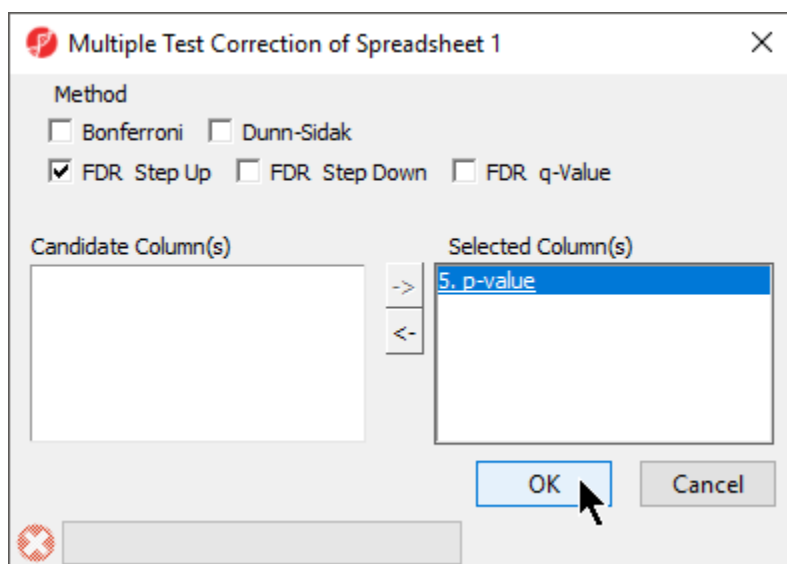 Multiple Test Correction of Spreadsheet 1
Method
Bonferroni Dunn-Sidak
FDR Step Up FDR Step Down FDR q-Value
Candidate Column(s) Selected Column(s)
-> 5. p-value
<-
OK Cancel